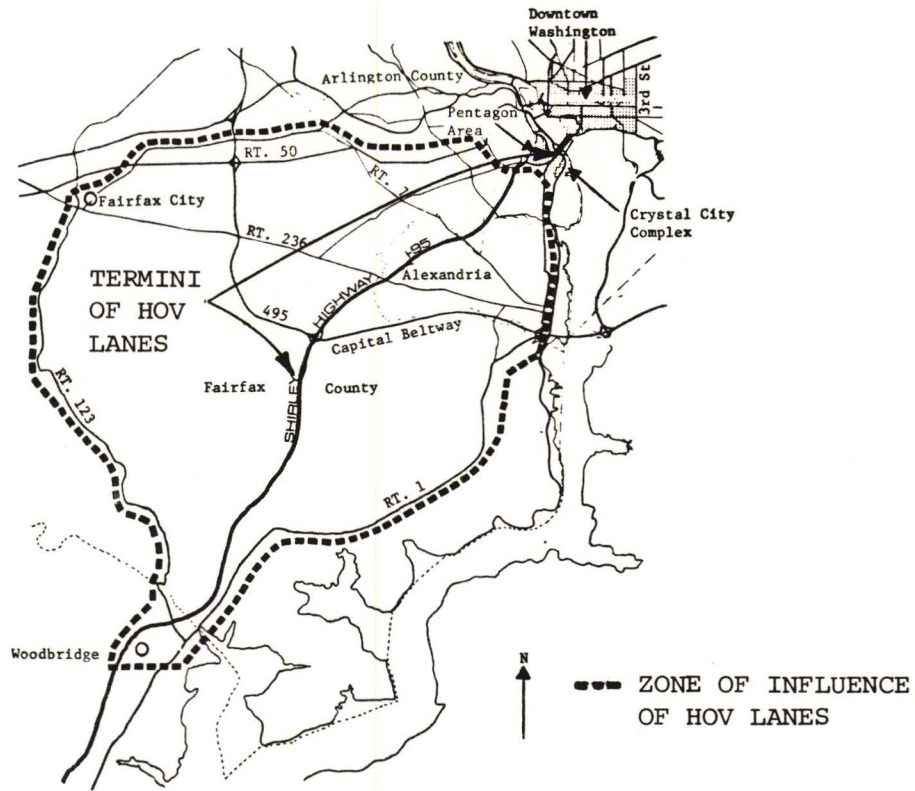 Downtown
Washington
Arlington County
3rd St
Pentagon
Area
RT. 50
RT. 7
Fairfax City
Crystal City
Complex
RT. 236
I-95
TERMINI
OF HOV
LANES
Alexandria
HIGHWAY
495
Capital Beltway
Fairfax County
SHIRLEY
RT. 123
RT. 1
Woodbridge
N
ZONE OF INFLUENCE
OF HOV LANES